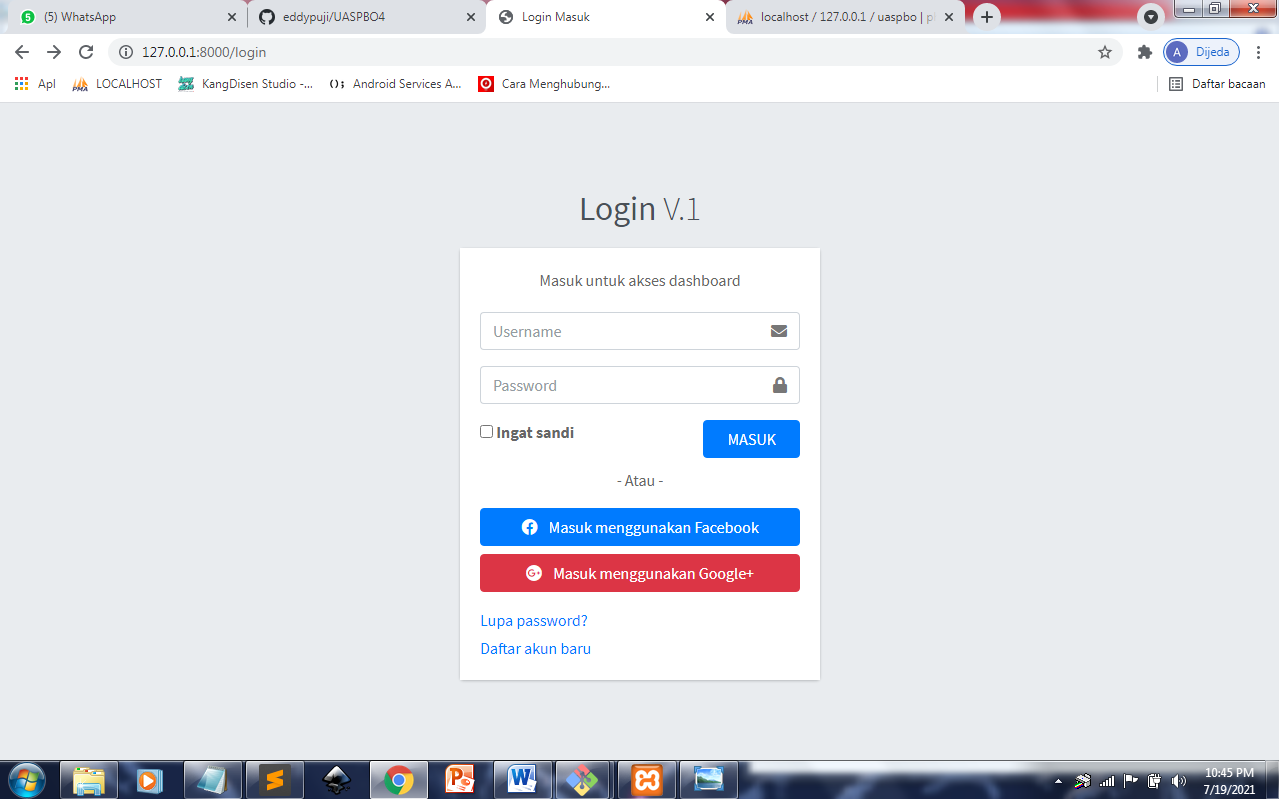 (5) WhatsApp
eddypuji/UASPBO4
Login Masuk
localhost / 127.0.0.1 / uaspbo | p
127.0.0.1:8000/login
A Dijeda
Apl
LOCALHOST
KangDisen Studio -...
Android Services A...
Cara Menghubung...
Daftar bacaan
Login V.1
Masuk untuk akses dashboard
Username
Password
Ingat sandi
MASUK
- Atau -
Masuk menggunakan Facebook
Masuk menggunakan Google+
Lupa password?
Daftar akun baru
10:45 PM
7/19/2021